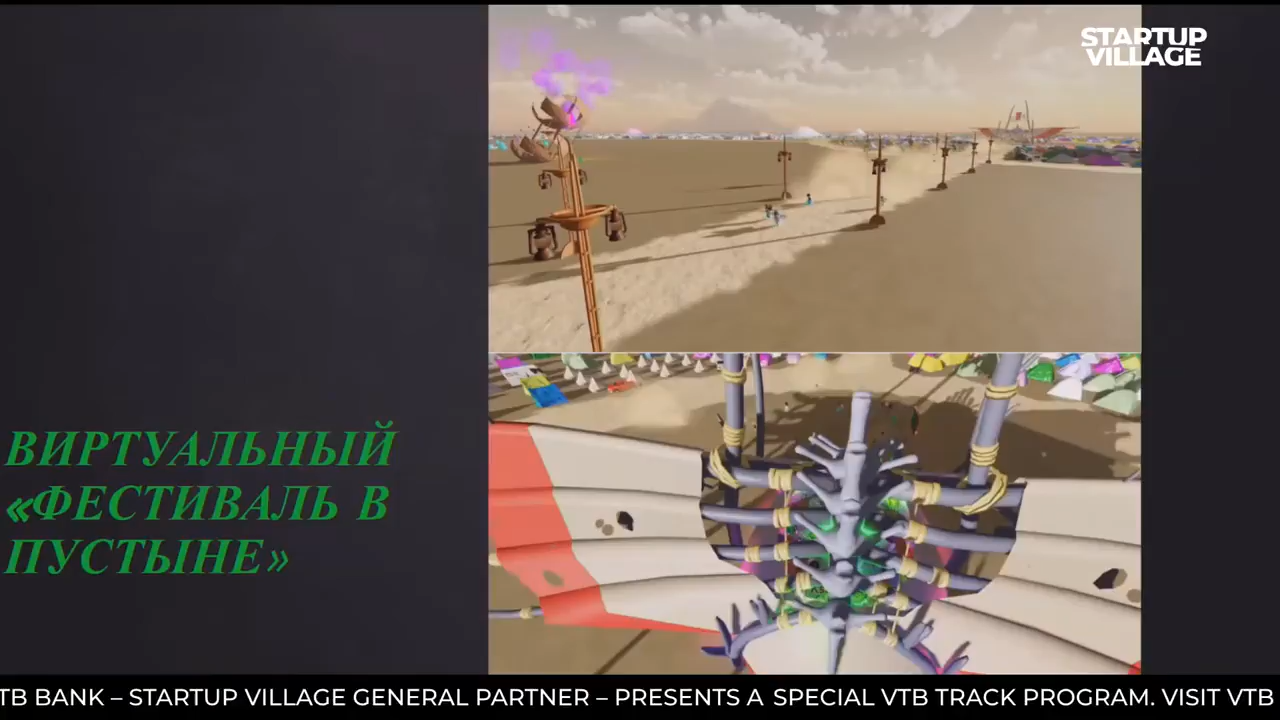 STARTUP
VILLAGE
ВИРТУАЛЬНЫЙ
«ФЕСТИВАЛЬ В
ПУСТЫНЕ»
TB BANK – STARTUP VILLAGE GENERAL PARTNER – PRESENTS A SPECIAL VTB TRACK PROGRAM. VISIT VTB